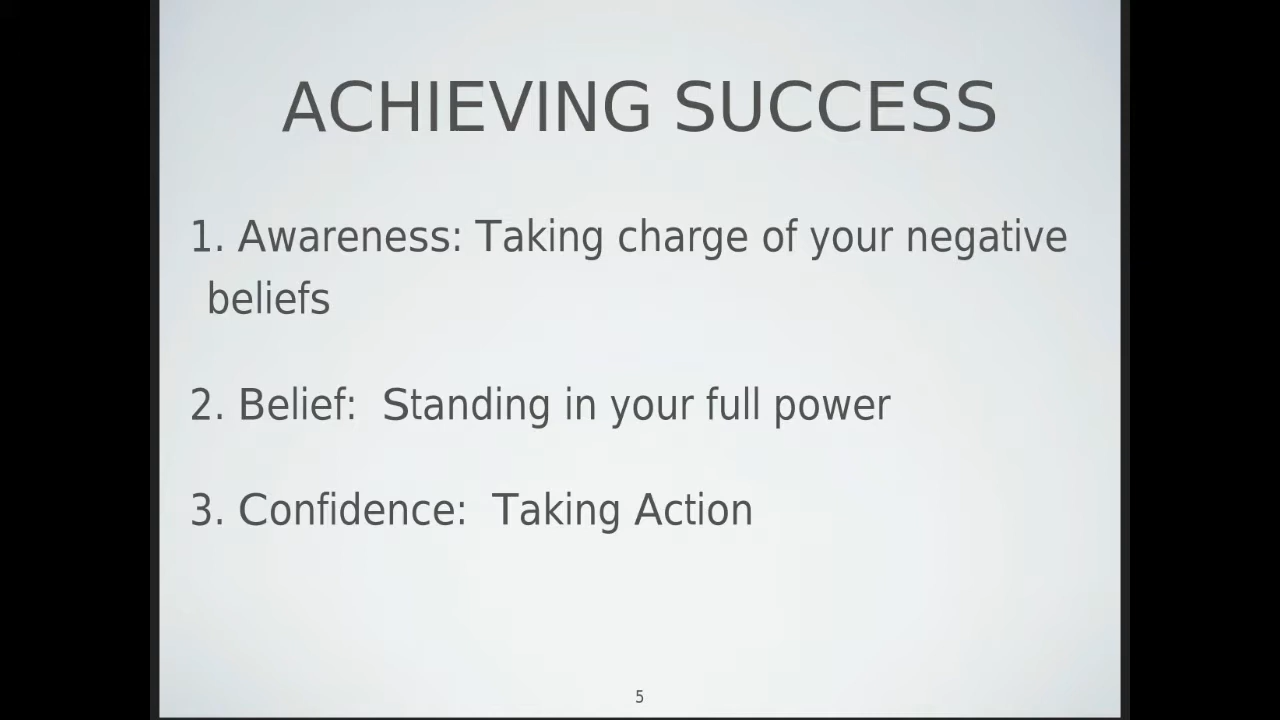 ACHIEVING SUCCESS
1. Awareness: Taking charge of your negative
beliefs
2. Belief:  Standing in your full power
3. Confidence:  Taking Action
5